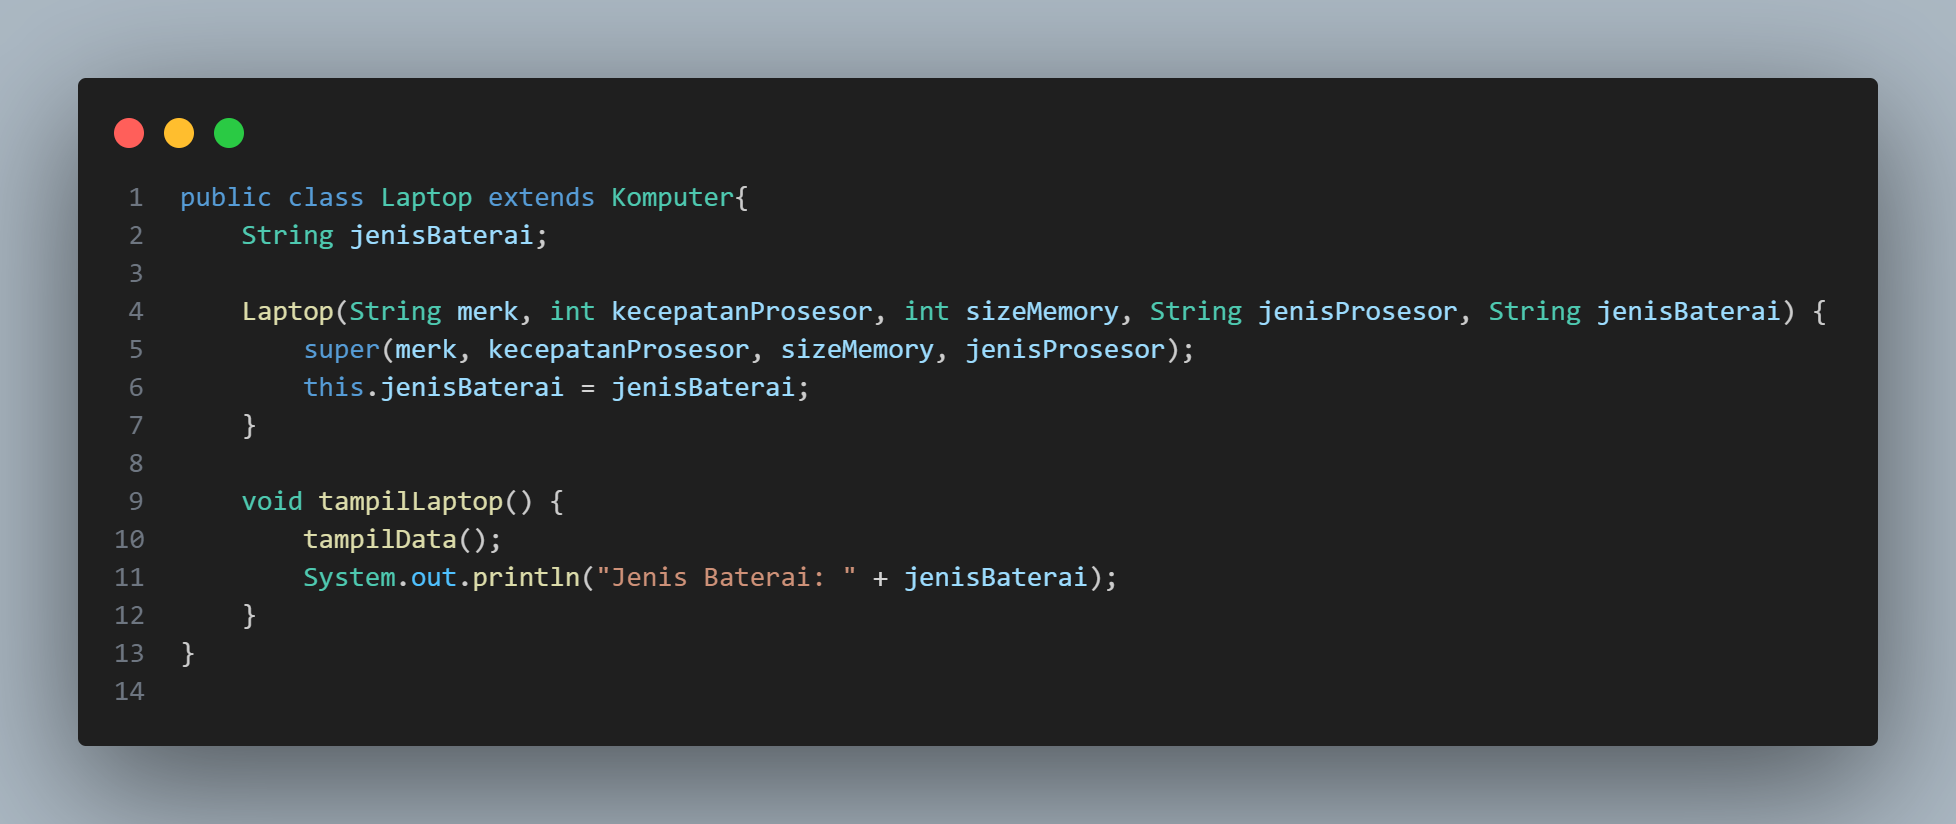 1 public class Laptop extends Komputer{
2     String jenisBaterai;
3
4     Laptop(String merk, int kecepatanProsesor, int sizeMemory, String jenisProsesor, String jenisBaterai) {
5         super(merk, kecepatanProsesor, sizeMemory, jenisProsesor);
6         this.jenisBaterai = jenisBaterai;
7     }
8
9     void tampilLaptop() {
10         tampilData();
11         System.out.println("Jenis Baterai: " + jenisBaterai);
12     }
13 }
14